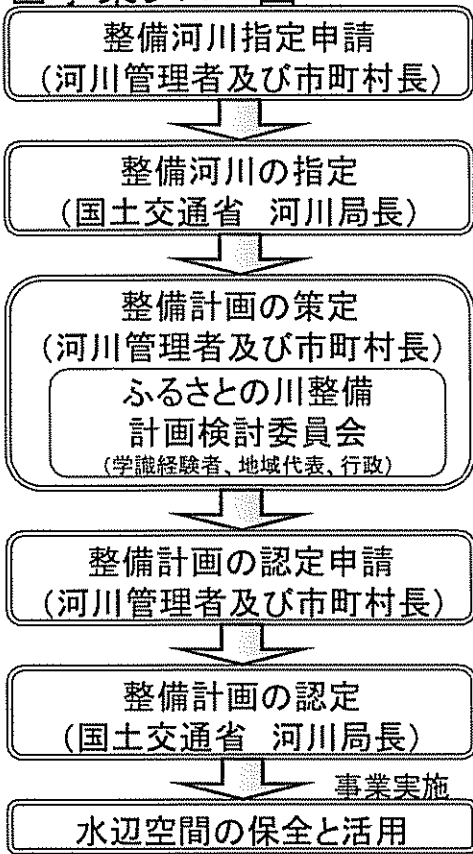 整備河川指定申請
(河川管理者及び市町村長)
整備河川の指定
(国土交通省 河川局長)
整備計画の策定
(河川管理者及び市町村長)
ふるさとの川整備
計画検討委員会
(学識経験者、地域代表、行政)
整備計画の認定申請
(河川管理者及び市町村長)
整備計画の認定
(国土交通省 河川局長)
事業実施
水辺空間の保全と活用